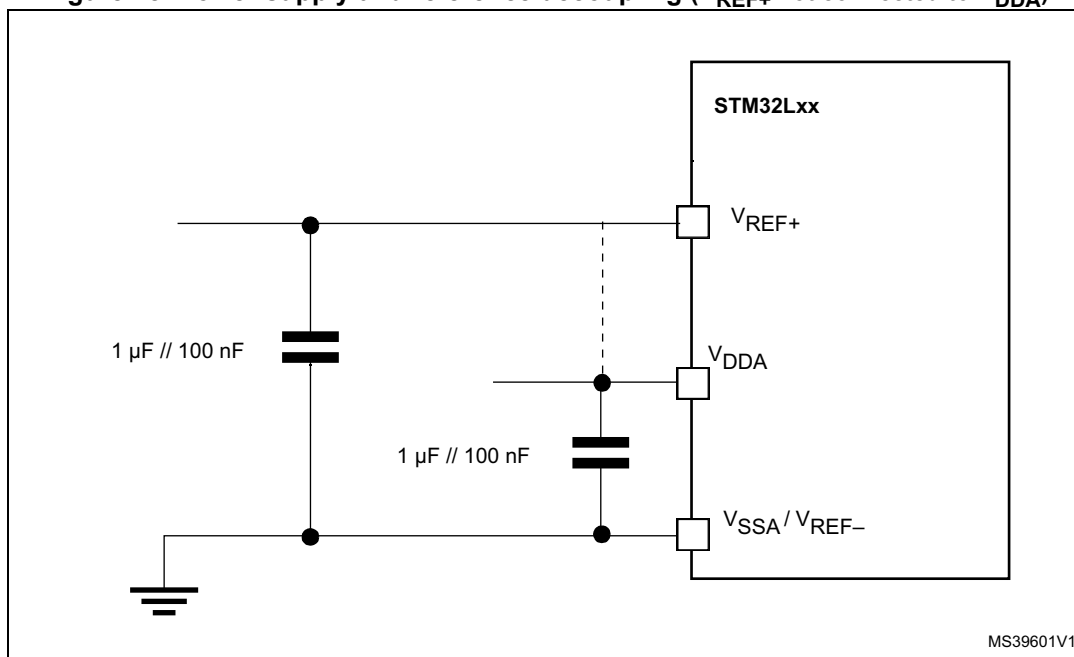 STM32Lxx
VREF+
1 µF // 100 nF
VDDA
1 µF // 100 nF
VSSA / VREF–
MS39601V1